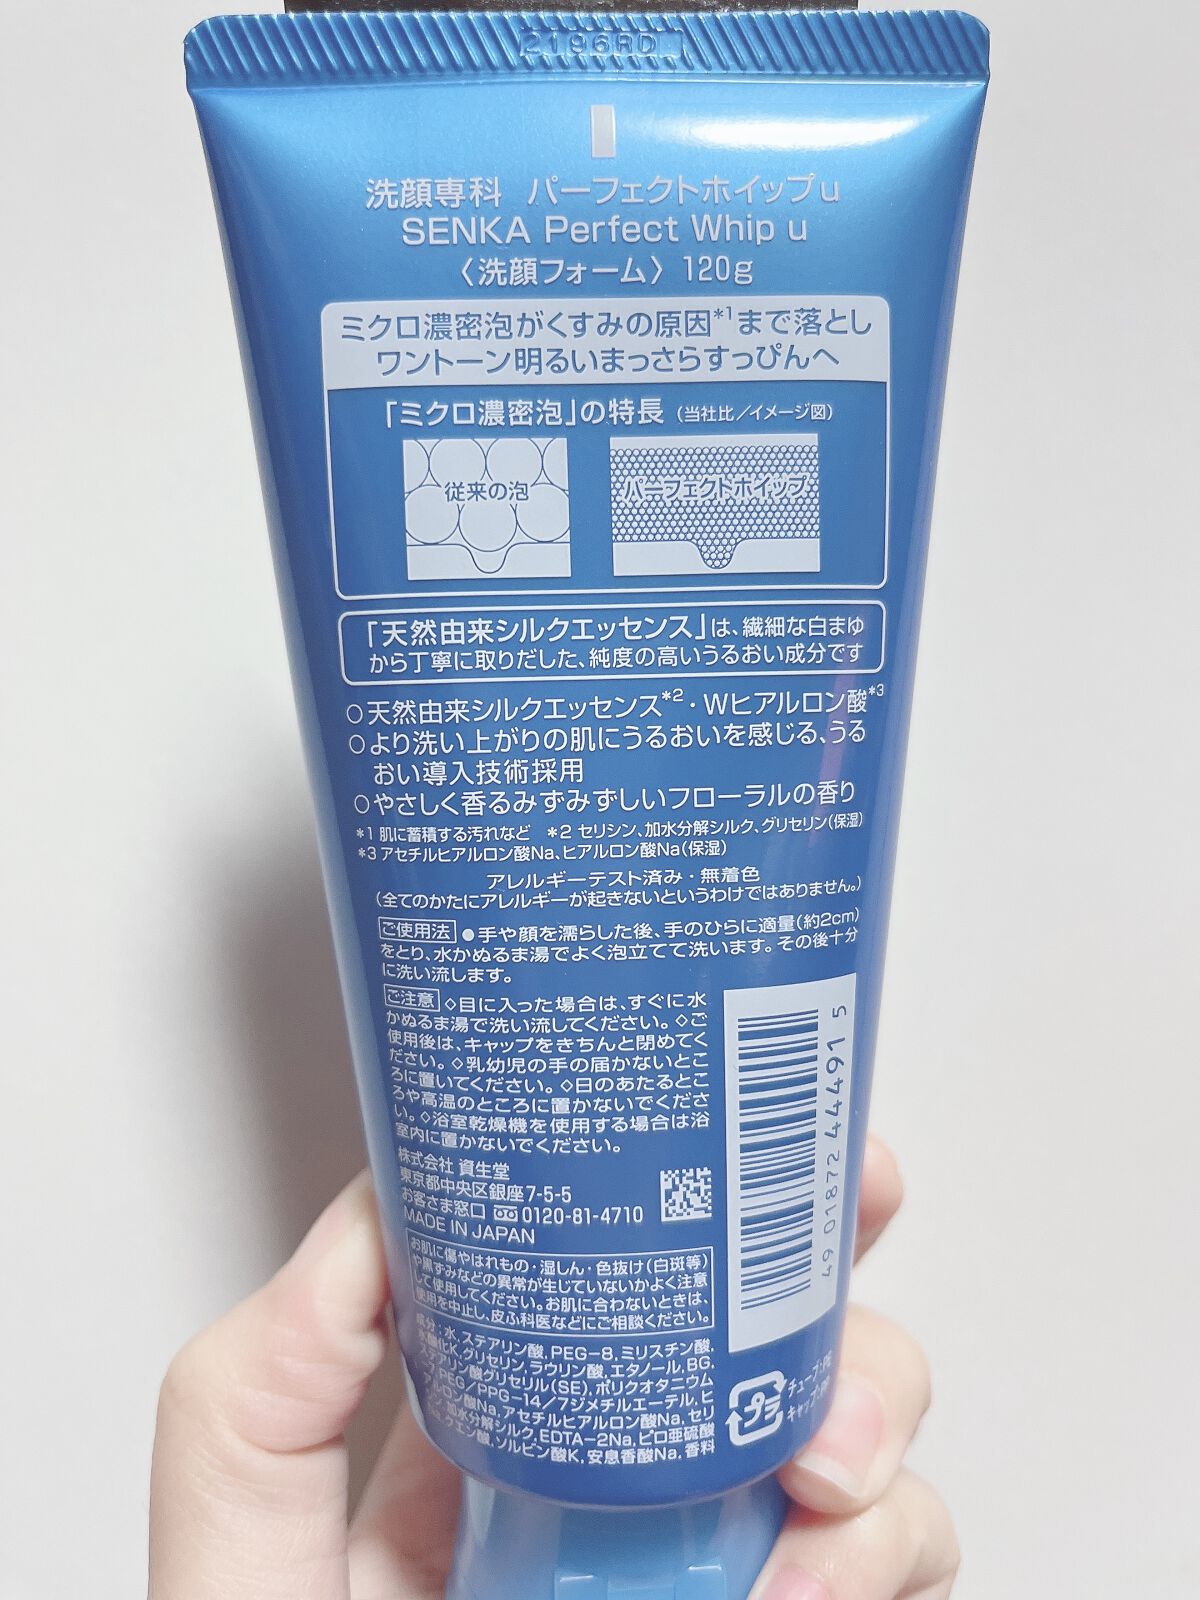 2196RD
洗顔専科 パーフェクトホイップu
SENKA Perfect Whip u
〈洗顔フォーム〉120g
ミクロ濃密泡がくすみの原因*1まで落とし
ワントーン明るいまっさらすっぴんへ
「ミクロ濃密泡」の特長(当社比/イメージ図)
従来の泡
パーフェクトホイップ
「天然由来シルクエッセンス」は、繊細な白まゆ
から丁寧に取りだした、純度の高いうるおい成分です
○天然由来シルクエッセンス*2・Wヒアルロン酸*3
○より洗い上がりの肌にうるおいを感じる、うる
おい導入技術採用
○やさしく香るみずみずしいフローラルの香り
*1 肌に蓄積する汚れなど *2 セリシン、加水分解シルク、グリセリン(保湿)
*3 アセチルヒアルロン酸Na、ヒアルロン酸Na(保湿)
アレルギーテスト済み・無着色
(全てのかたにアレルギーが起きないというわけではありません。)
ご使用法 ●手や顔を濡らした後、手のひらに適量(約2cm)
をとり、水かぬるま湯でよく泡立てて洗います。その後十分
に洗い流します。
ご注意 ◇目に入った場合は、すぐに水
かぬるま湯で洗い流してください。◇ご
使用後は、キャップをきちんと閉めてく
ださい。◇乳幼児の手の届かないとこ
ろに置いてください。◇日のあたるとこ
ろや高温のところに置かないでくださ
い。◇浴室乾燥機を使用する場合は浴
室内に置かないでください。
株式会社 資生堂
東京都中央区銀座7-5-5
お客さま窓口 0120-81-4710
MADE IN JAPAN
4901872444915
お肌に傷やはれもの・湿しん・色抜け(白斑等)
や黒ずみなどの異常が生じていないかよく注意
して使用してください。お肌に合わないときは、
使用を中止し、皮ふ科医などにご相談ください。
成分:水,ステアリン酸,PEG-8,ミリスチン酸,
水酸化K,グリセリン,ラウリン酸,エタノール,BG,
ステアリン酸グリセリル(SE),ポリクオタニウム
PEG/PPG-14/7ジメチルエーテル,ヒ
アルロン酸Na,アセチルヒアルロン酸Na,セリ
加水分解シルク,EDTA-2Na,ピロ亜硫酸
クエン酸,ソルビン酸K,安息香酸Na,香料
プラ
チューブ:PE
キャップ:PP